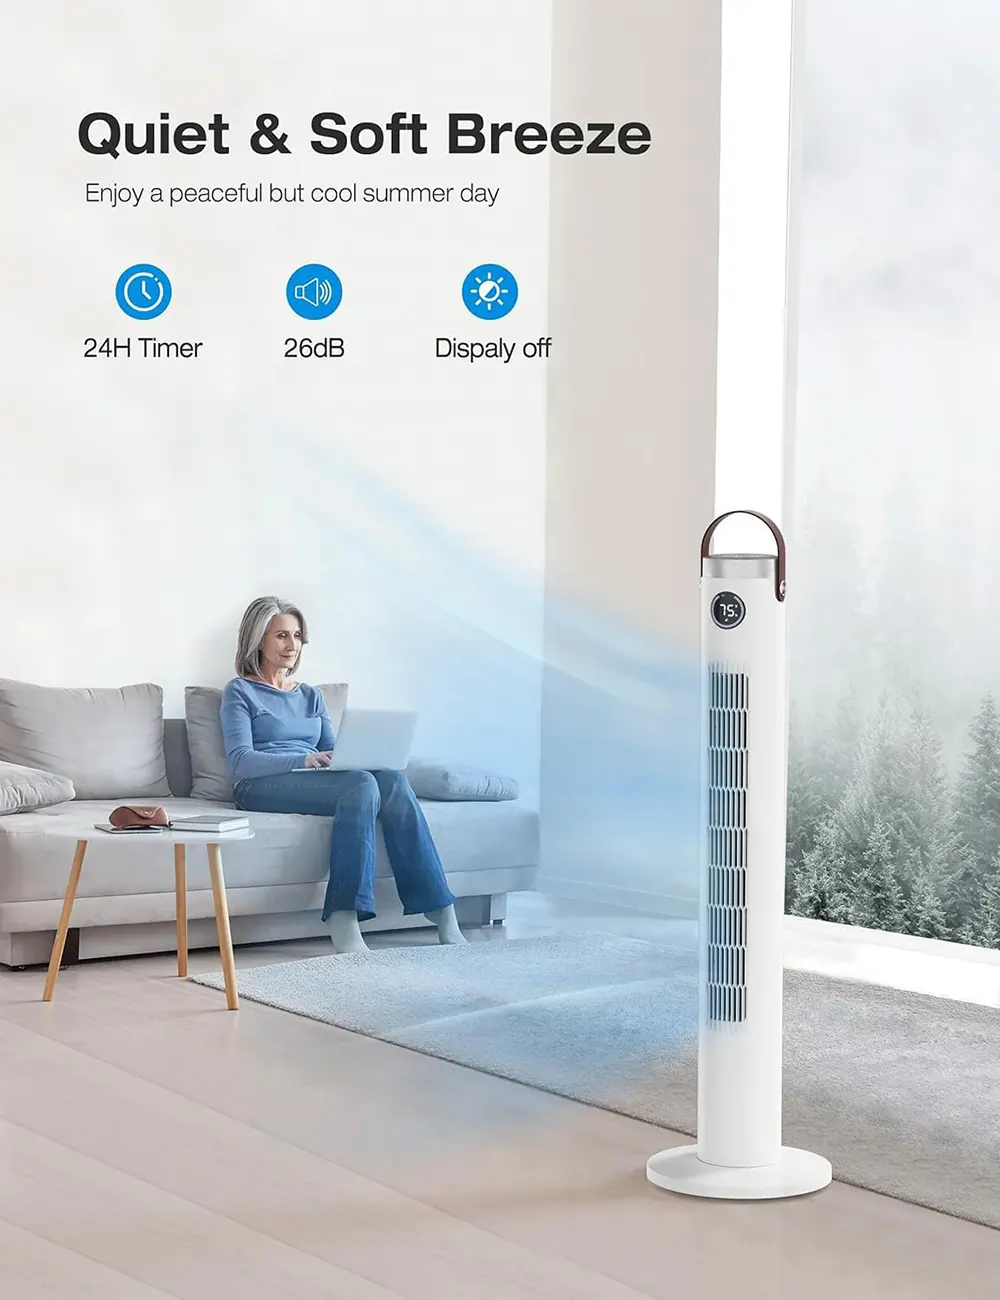 Quiet & Soft Breeze
Enjoy a peaceful but cool summer day
24H Timer
26dB
Dispaly off
75